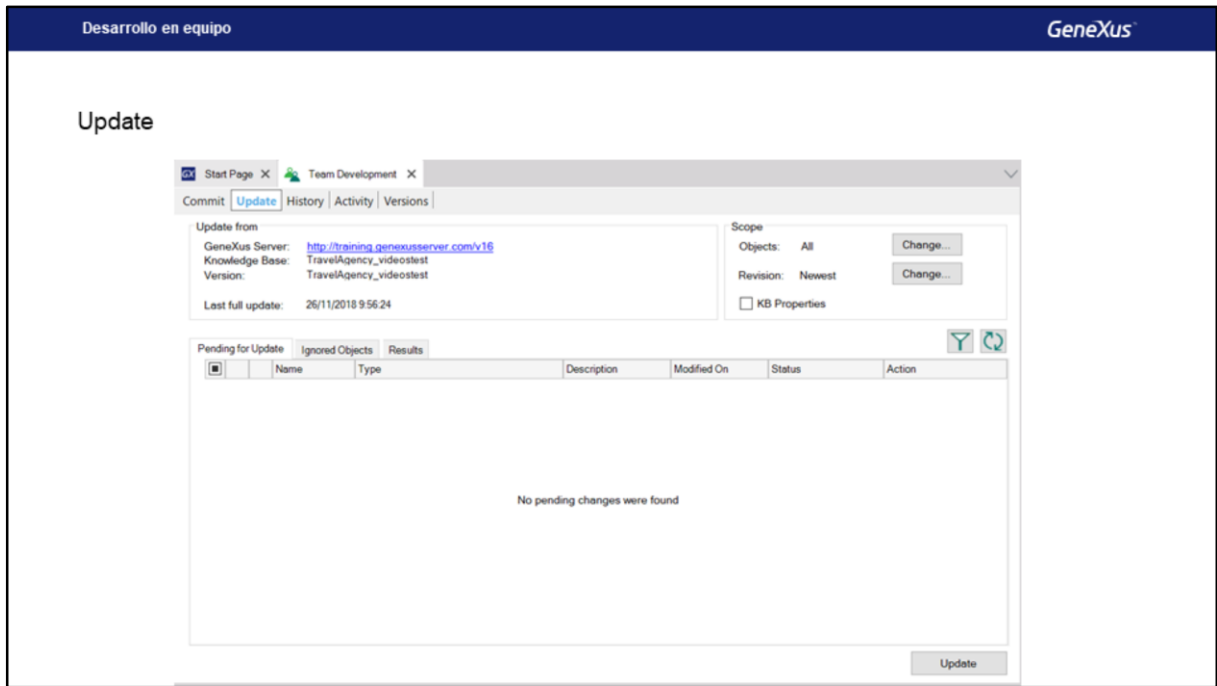 Desarrollo en equipo
GeneXus
Update
GX Start Page X Team Development X
Commit Update History Activity Versions
Update from
GeneXus Server: http://training.genexusserver.com/v16
Knowledge Base: TravelAgency_videostest
Version: TravelAgency_videostest
Last full update: 26/11/2018 9:56:24
Scope
Objects: All Change...
Revision: Newest Change...
KB Properties
Pending for Update Ignored Objects Results
Name Type Description Modified On Status Action
No pending changes were found
Update